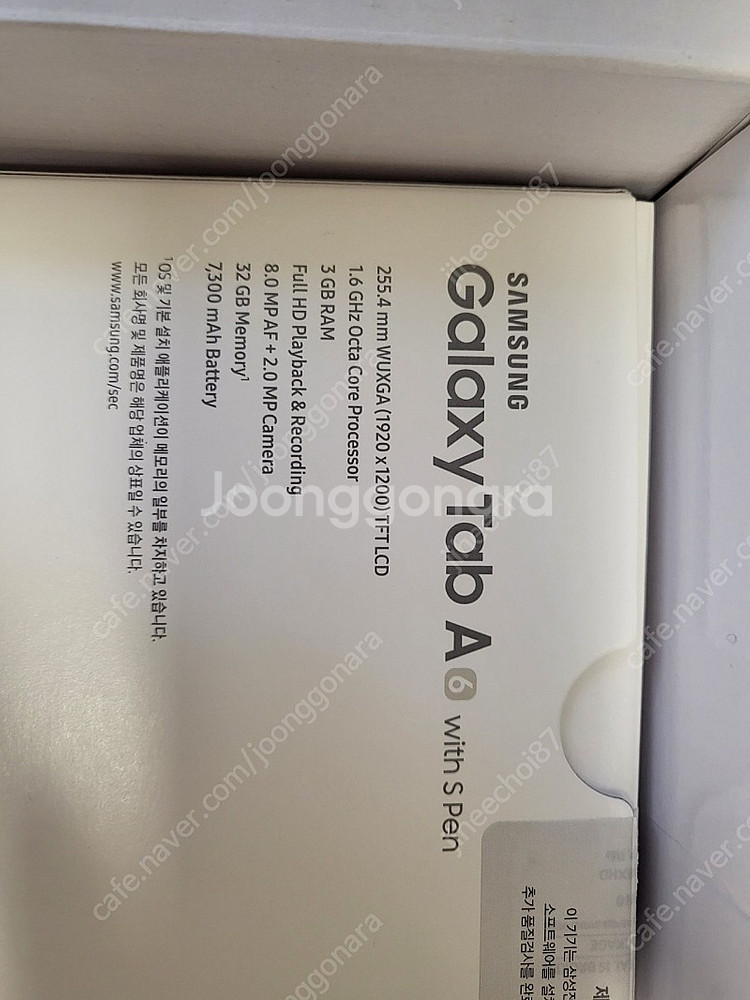 SAMSUNG
Galaxy Tab A 6 with S Pen
255.4 mm WUXGA (1920 x 1200) TFT LCD
1.6 GHz Octa Core Processor
3 GB RAM
Full HD Playback & Recording
8.0 MP AF + 2.0 MP Camera
32 GB Memory¹
7,300 mAh Battery
¹OS 및 기본 설치 애플리케이션이 메모리의 일부를 차지하고 있습니다.
모든 회사명 및 제품명은 해당 업체의 상표일 수 있습니다.
www.samsung.com/sec
제
이 기기는 삼성전
소프트웨어를 설치
추가 품질검사를 완료
Joonggonara
cafe.naver.com/joonggonara
jiheechoi87